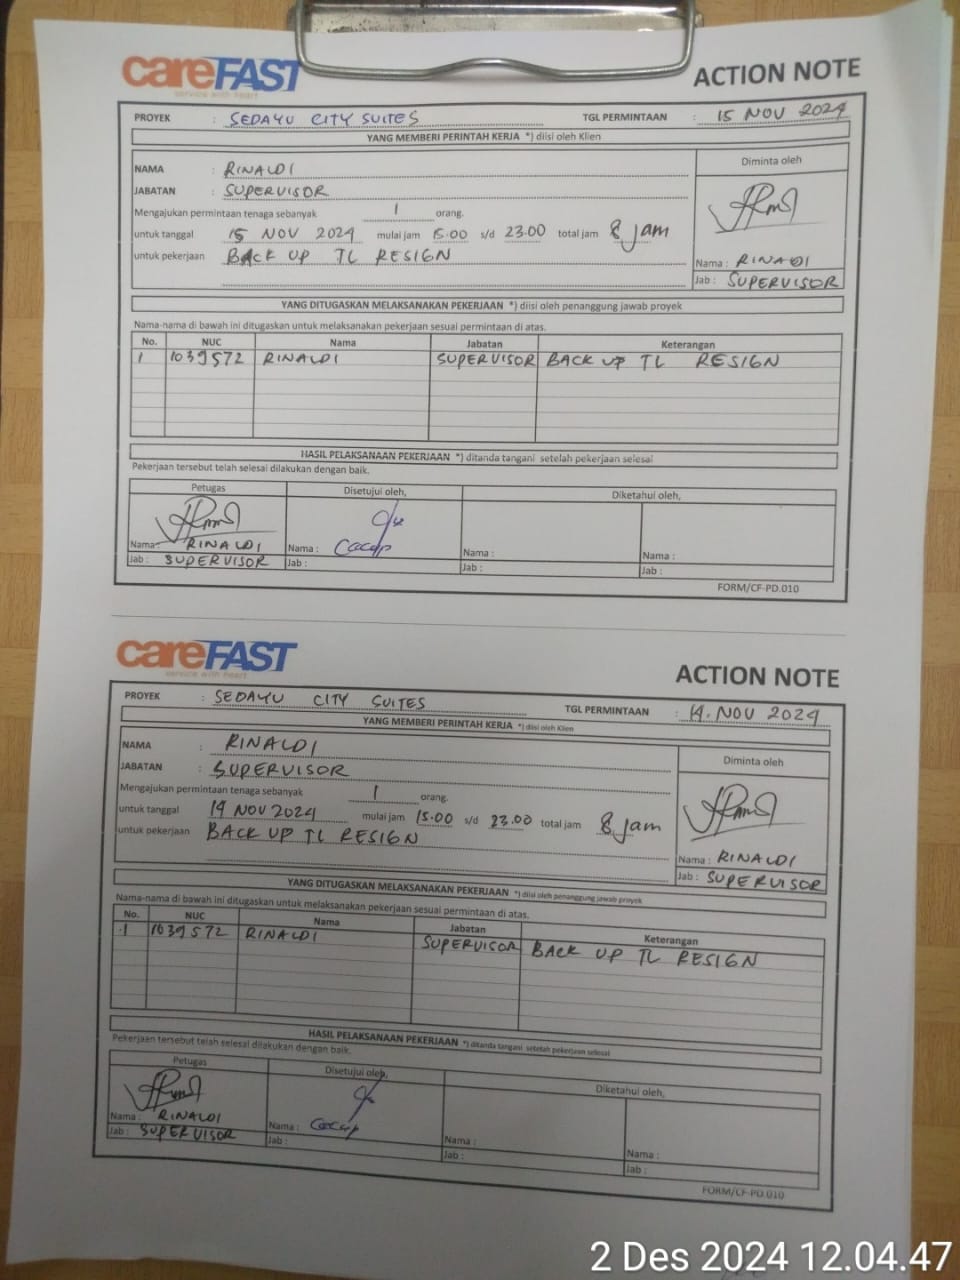 careFAST
service with heart
ACTION NOTE
PROYEK : SEDAYU CITY SUITES TGL PERMINTAAN : 15 NOV 2024
YANG MEMBERI PERINTAH KERJA *) diisi oleh Klien
NAMA : RINALDI
JABATAN : SUPERVISOR
Mengajukan permintaan tenaga sebanyak 1 orang.
untuk tanggal 15 NOV 2024 mulai jam 15.00 s/d 23.00 total jam 8 jam
untuk pekerjaan BACK UP TL RESIGN
Diminta oleh
Nama : RINALDI
Jab : SUPERVISOR
YANG DITUGASKAN MELAKSANAKAN PEKERJAAN *) diisi oleh penanggung jawab proyek
Nama-nama di bawah ini ditugaskan untuk melaksanakan pekerjaan sesuai permintaan di atas.
No. NUC Nama Jabatan Keterangan
1 1039572 RINALDI SUPERVISOR BACK UP TL RESIGN
HASIL PELAKSANAAN PEKERJAAN *) ditanda tangani setelah pekerjaan selesai
Pekerjaan tersebut telah selesai dilakukan dengan baik.
Petugas Disetujui oleh, Diketahui oleh,
Nama : RINALDI Nama : Cecep Nama : Nama :
Jab : SUPERVISOR Jab : Jab : Jab :
FORM/CF-PD.010
careFAST
service with heart
ACTION NOTE
PROYEK : SEDAYU CITY SUITES TGL PERMINTAAN : 14. NOV 2024
YANG MEMBERI PERINTAH KERJA *) diisi oleh Klien
NAMA : RINALDI
JABATAN : SUPERVISOR
Mengajukan permintaan tenaga sebanyak 1 orang.
untuk tanggal 14 NOV 2024 mulai jam 15.00 s/d 23.00 total jam 8 jam
untuk pekerjaan BACK UP TL RESIGN
Diminta oleh
Nama : RINALDI
Jab : SUPERVISOR
YANG DITUGASKAN MELAKSANAKAN PEKERJAAN *) diisi oleh penanggung jawab proyek
Nama-nama di bawah ini ditugaskan untuk melaksanakan pekerjaan sesuai permintaan di atas.
No. NUC Nama Jabatan Keterangan
1 1039572 RINALDI SUPERVISOR BACK UP TL RESIGN
HASIL PELAKSANAAN PEKERJAAN *) ditanda tangani setelah pekerjaan selesai
Pekerjaan tersebut telah selesai dilakukan dengan baik.
Petugas Disetujui oleh, Diketahui oleh,
Nama : RINALDI Nama : Cecep Nama : Nama :
Jab : SUPERVISOR Jab : Jab : Jab :
FORM/CF-PD.010
2 Des 2024 12.04.47